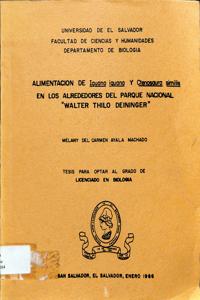 UNIVERSIDAD DE EL SALVADOR
FACULTAD DE CIENCIAS Y HUMANIDADES
DEPARTAMENTO DE BIOLOGIA
ALIMENTACION DE Iguana iguana Y Ctenosaura similis
EN LOS ALREDEDORES DEL PARQUE NACIONAL
"WALTER THILO DEININGER"
MELANY DEL CARMEN AYALA MACHADO
TESIS PARA OPTAR AL GRADO DE
LICENCIADO EN BIOLOGIA
SAN SALVADOR, EL SALVADOR, ENERO 1986